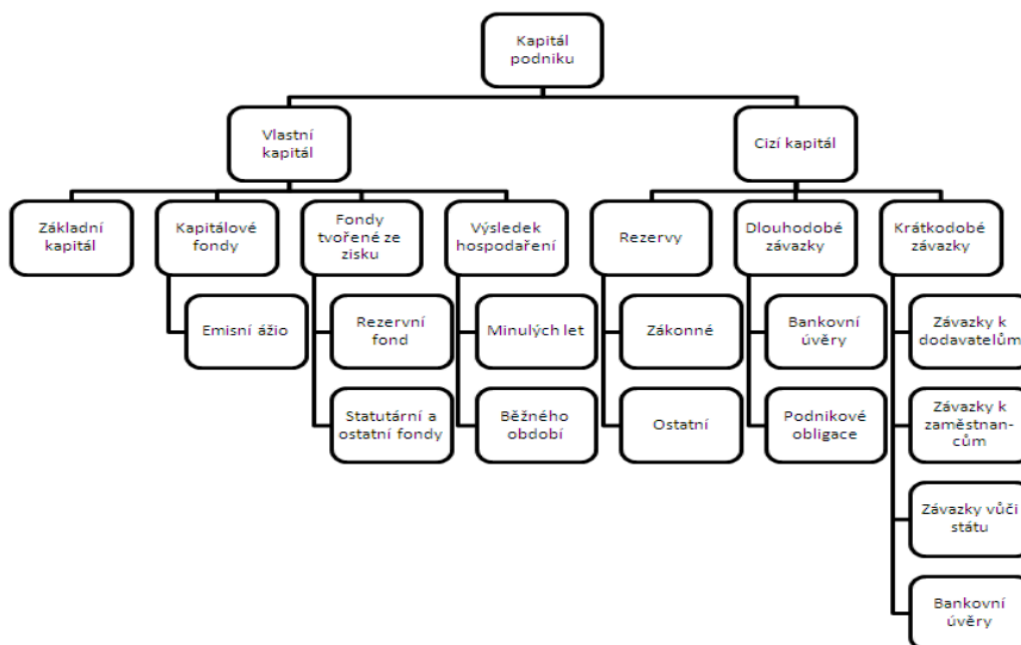 Kapitál
podniku
Vlastní
kapitál
Cizí kapitál
Základní
kapitál
Kapitálové
fondy
Fondy
tvořené ze
zisku
Výsledek
hospodaření
Rezervy
Dlouhodobé
závazky
Krátkodobé
závazky
Emisní ážio
Rezervní
fond
Minulých let
Zákonné
Bankovní
úvěry
Závazky k
dodavatelům
Statutární a
ostatní fondy
Běžného
období
Ostatní
Podnikové
obligace
Závazky k
zaměstnan-
cům
Závazky vůči
státu
Bankovní
úvěry